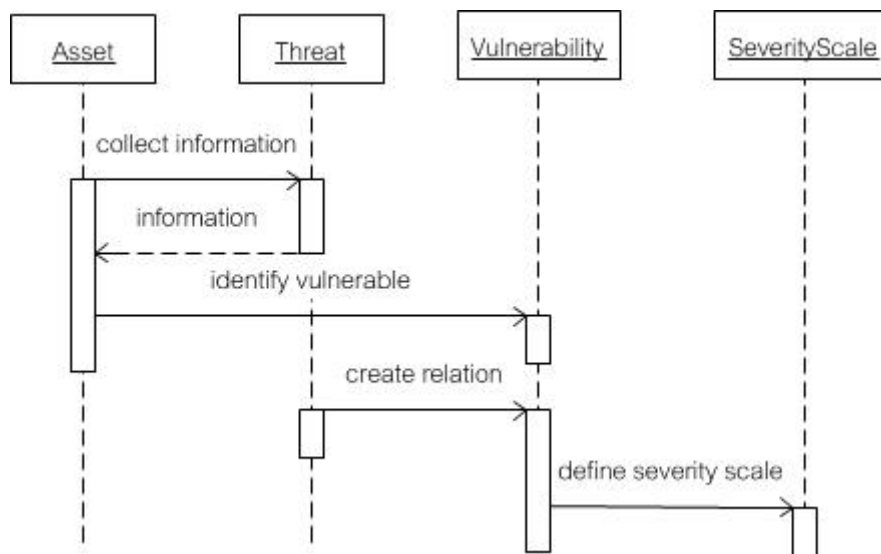 Asset
Threat
Vulnerability
SeverityScale
collect information
information
identify vulnerable
create relation
define severity scale